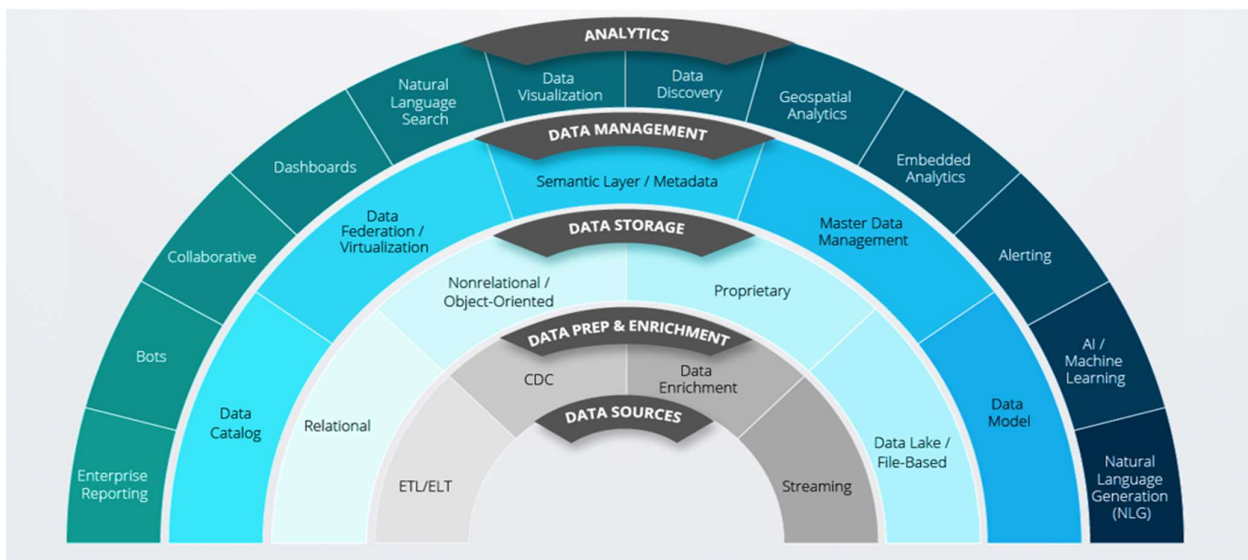 ANALYTICS
Enterprise
Reporting
Bots
Collaborative
Dashboards
Natural
Language
Search
Data
Visualization
Data
Discovery
Geospatial
Analytics
Embedded
Analytics
Alerting
AI /
Machine
Learning
Natural
Language
Generation
(NLG)
DATA MANAGEMENT
Data
Catalog
Data
Federation /
Virtualization
Semantic Layer / Metadata
Master Data
Management
Data
Model
DATA STORAGE
Relational
Nonrelational /
Object-Oriented
Proprietary
Data Lake /
File-Based
DATA PREP & ENRICHMENT
ETL/ELT
CDC
Data
Enrichment
Streaming
DATA SOURCES